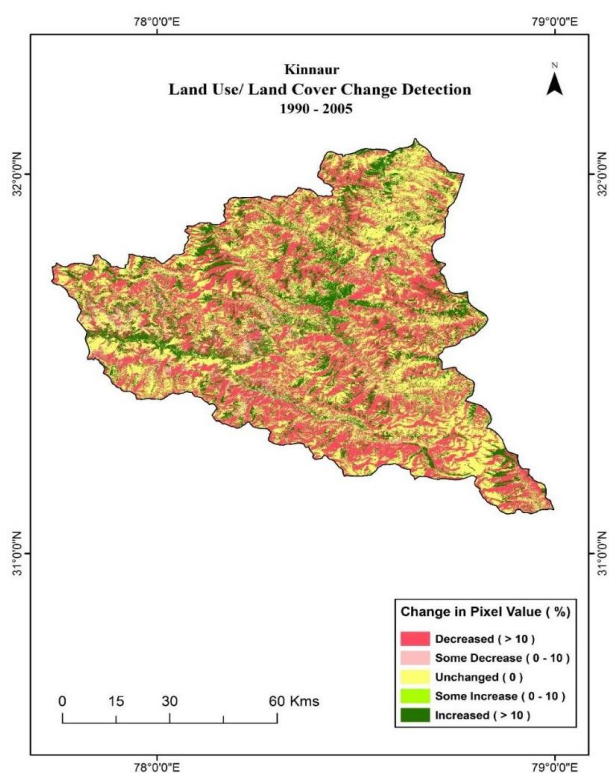 78°0'0"E
79°0'0"E
Kinnaur
Land Use/ Land Cover Change Detection
1990 - 2005
N
32°0'0"N
32°0'0"N
31°0'0"N
31°0'0"N
Change in Pixel Value ( %)
Decreased ( > 10 )
Some Decrease ( 0 - 10 )
Unchanged ( 0 )
Some Increase ( 0 - 10 )
Increased ( > 10 )
0 15 30 60 Kms
78°0'0"E
79°0'0"E